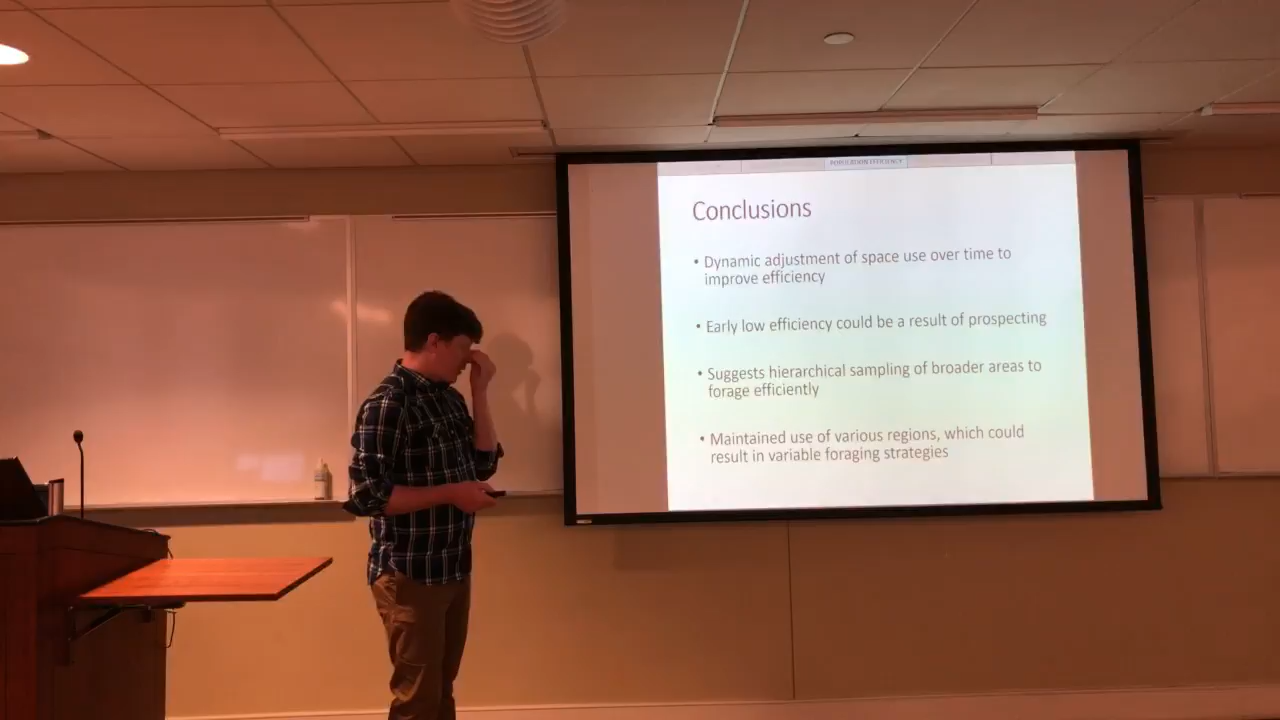 POPULATION EFFICIENCY
Conclusions
• Dynamic adjustment of space use over time to
improve efficiency
• Early low efficiency could be a result of prospecting
• Suggests hierarchical sampling of broader areas to
forage efficiently
• Maintained use of various regions, which could
result in variable foraging strategies